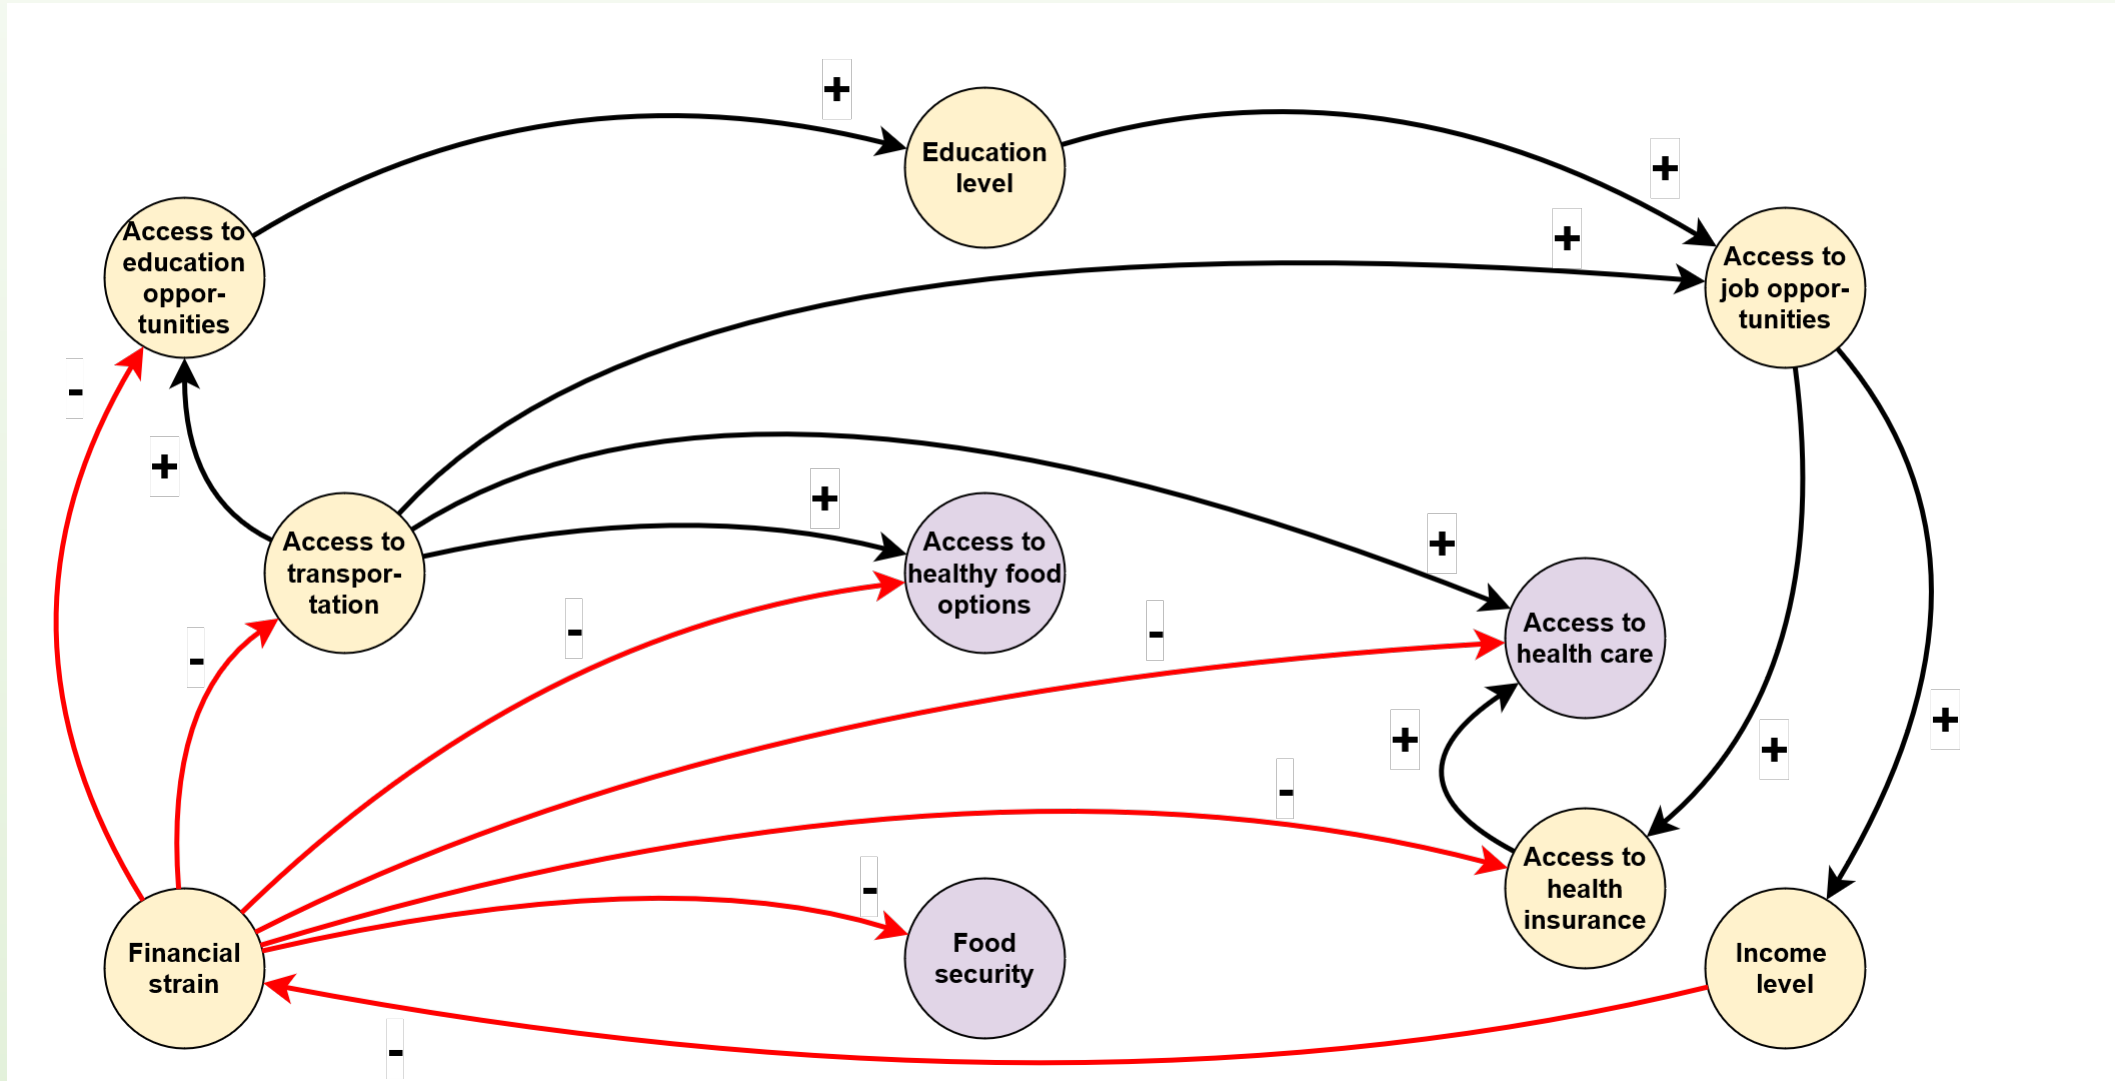 +
Education
level
+
+
Access to
education
oppor-
tunities
Access to
job oppor-
tunities
-
+
+
+
Access to
transpor-
tation
Access to
healthy food
options
-
-
-
Access to
health care
+
+
+
-
Access to
health
insurance
-
Financial
strain
Food
security
Income
level
-